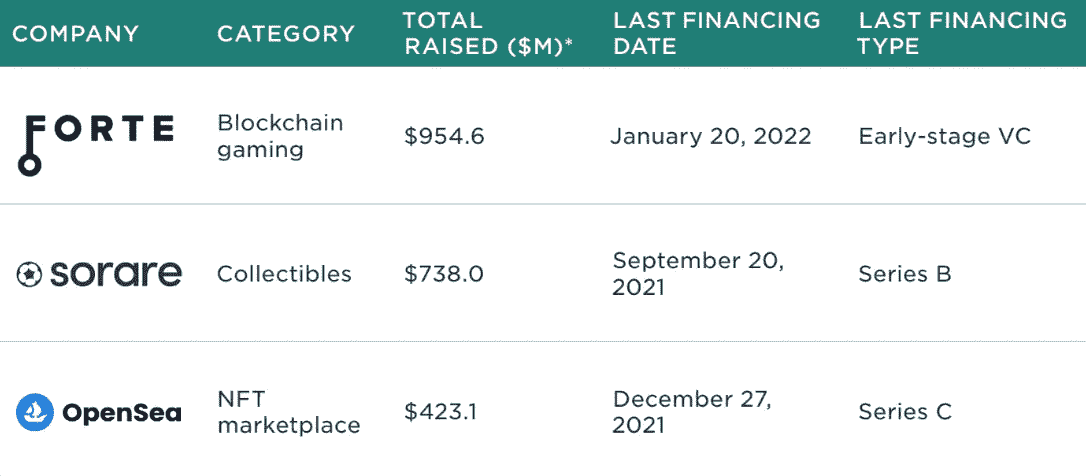 COMPANY
CATEGORY
TOTAL
RAISED ($M)*
LAST FINANCING
DATE
LAST FINANCING
TYPE
FORTE
Blockchain
gaming
$954.6
January 20, 2022
Early-stage VC
sorare
Collectibles
$738.0
September 20,
2021
Series B
OpenSea
NFT
marketplace
$423.1
December 27,
2021
Series C